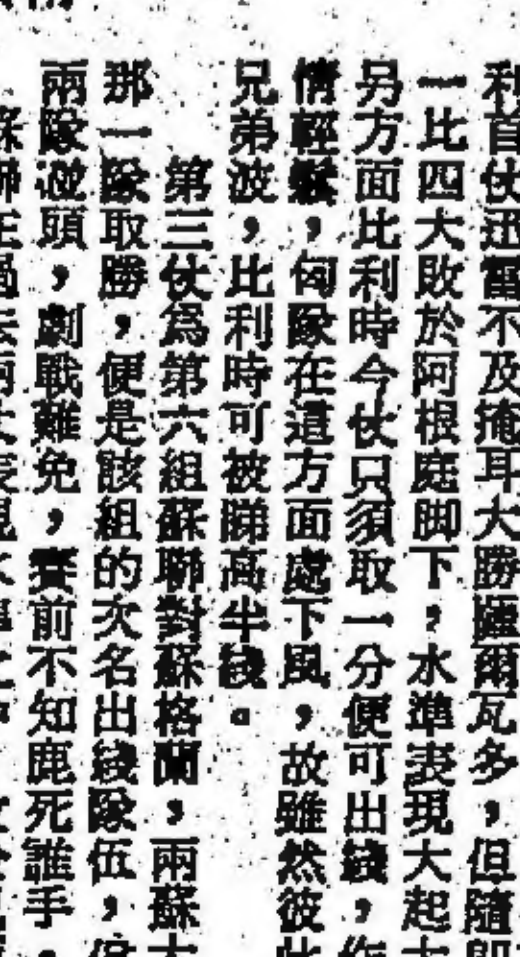 利首仗迅雷不及掩耳大勝薩爾瓦多，但隨即
一比四大敗於阿根庭脚下，水準表現大起大
另方面比利時今仗只須取一分便可出綫，作
情輕鬆，匈隊在這方面處下風，故雖然彼此
兄弟波，比利時可被睇高半綫。
第三仗為第六組蘇聯對蘇格蘭，兩蘇大
那一隊取勝，便是該組的次名出綫隊伍，倘
兩隊並頭，劇戰難免，賽前不知鹿死誰手。